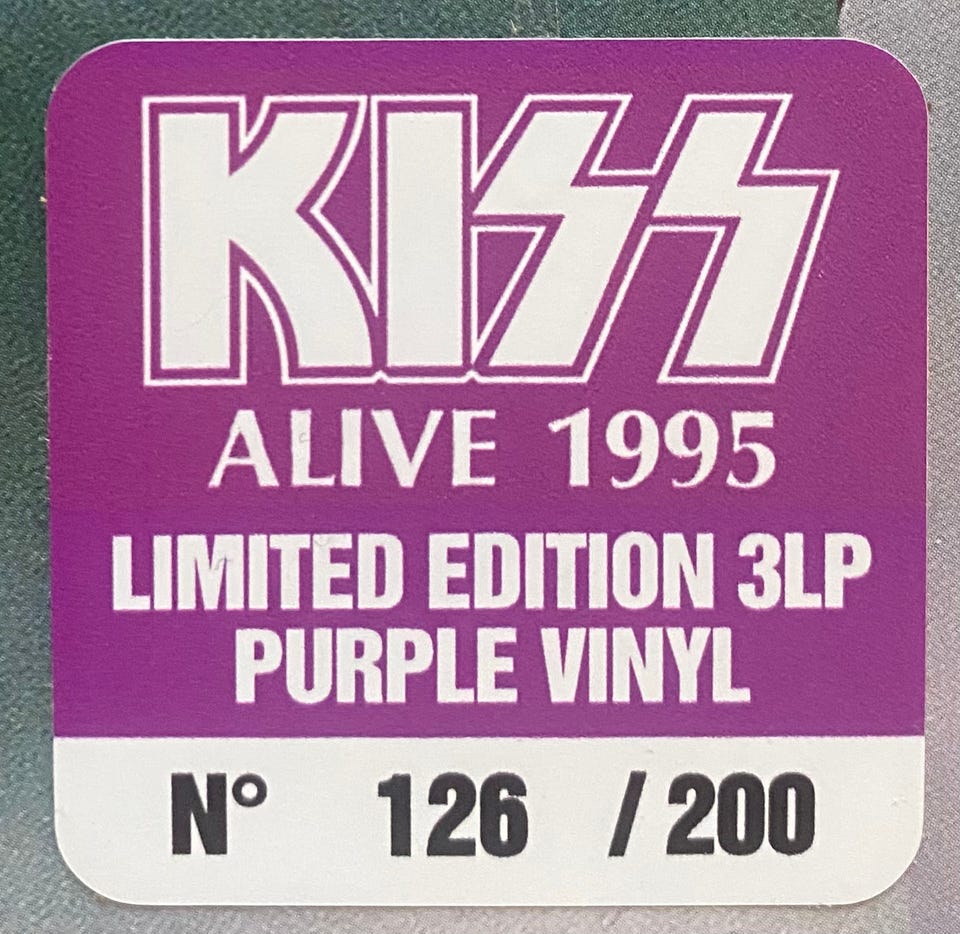 KISS
ALIVE 1995
LIMITED EDITION 3LP
PURPLE VINYL
N° 126 / 200